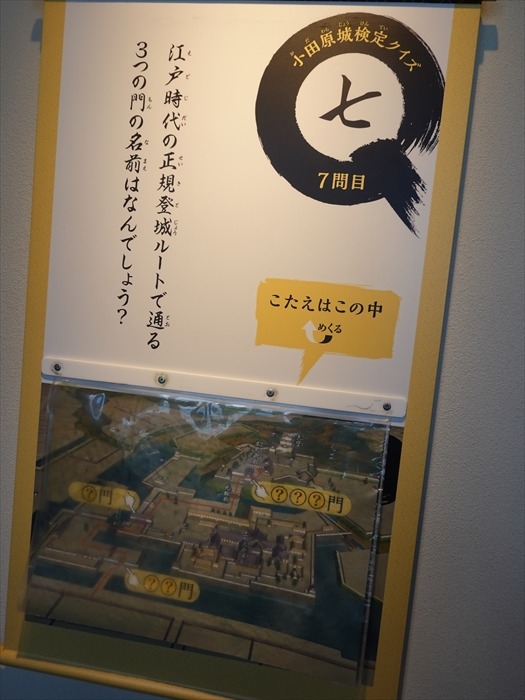 小田原城検定クイズ
七
7問目
江戸時代の正規登城ルートで通る
3つの門の名前はなんでしょう?
こたえはこの中
めくる
?門
???門
??門